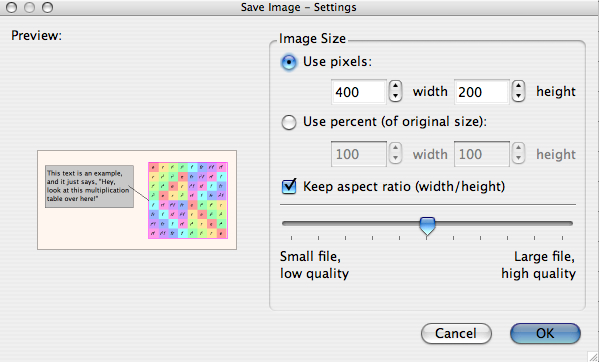 Save Image – Settings
Preview:
Image Size
Use pixels:
400 width 200 height
Use percent (of original size):
100 width 100 height
Keep aspect ratio (width/height)
Small file,
low quality
Large file,
high quality
This text is an example,
and it just says, "Hey,
look at this multiplication
table over here!"
Cancel
OK